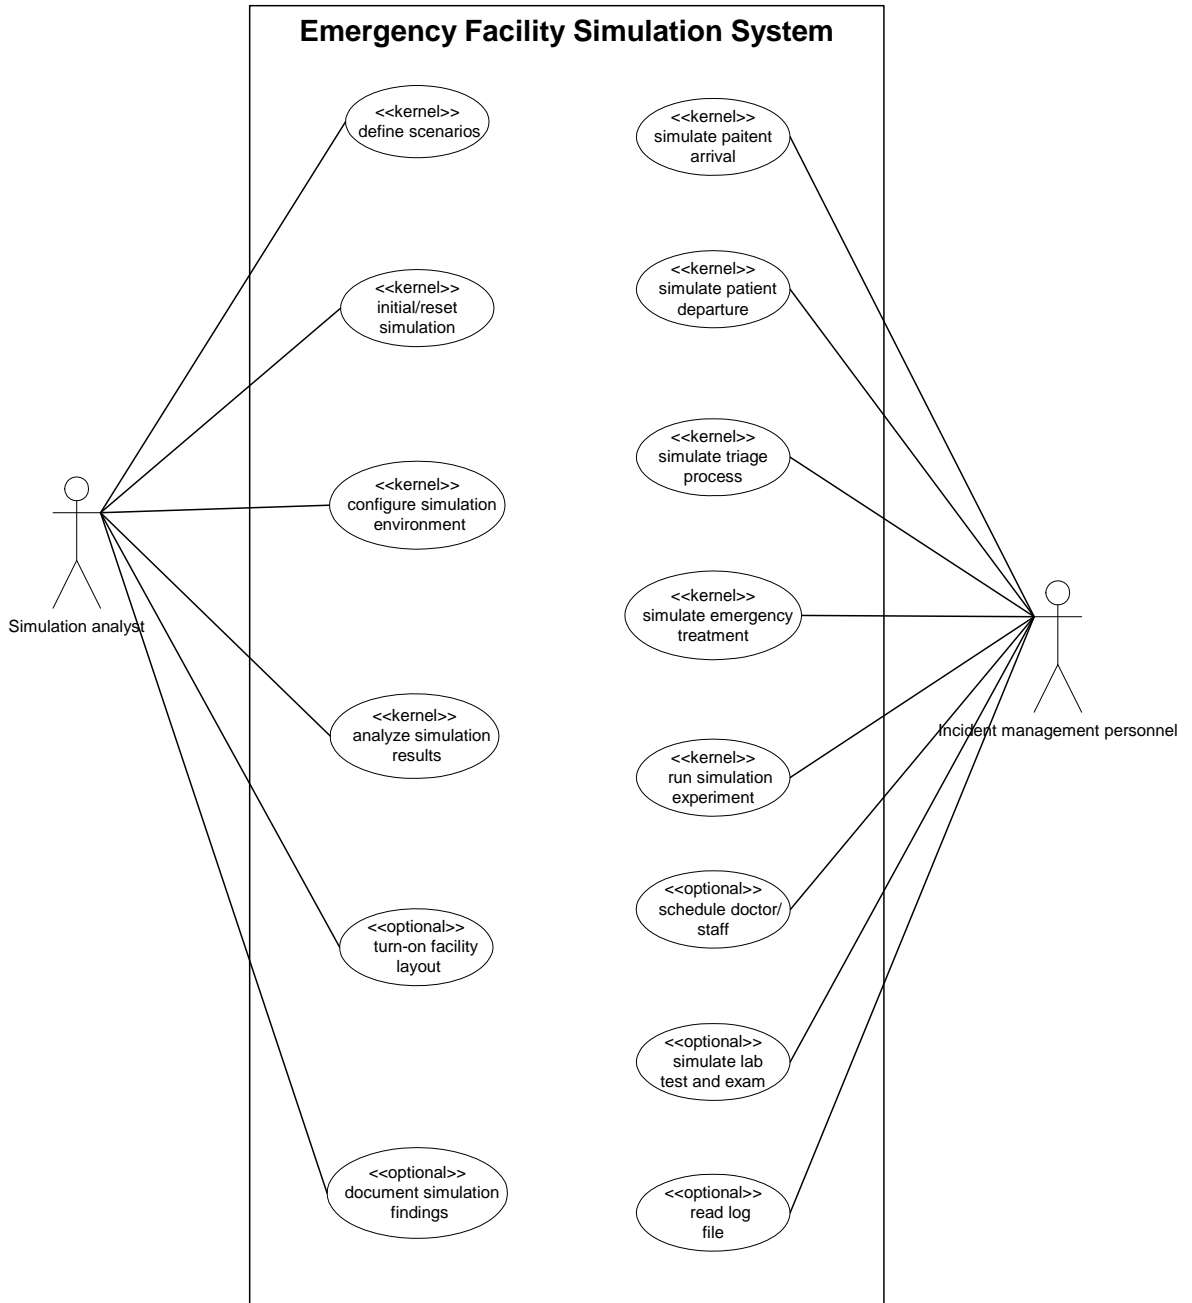 Emergency Facility Simulation System
<<kernel>>
define scenarios
<<kernel>>
initial/reset
simulation
<<kernel>>
configure simulation
environment
<<kernel>>
analyze simulation
results
<<optional>>
turn-on facility
layout
<<optional>>
document simulation
findings
<<kernel>>
simulate paitent
arrival
<<kernel>>
simulate patient
departure
<<kernel>>
simulate triage
process
<<kernel>>
simulate emergency
treatment
<<kernel>>
run simulation
experiment
<<optional>>
schedule doctor/
staff
<<optional>>
simulate lab
test and exam
<<optional>>
read log
file
Simulation analyst
Incident management personnel